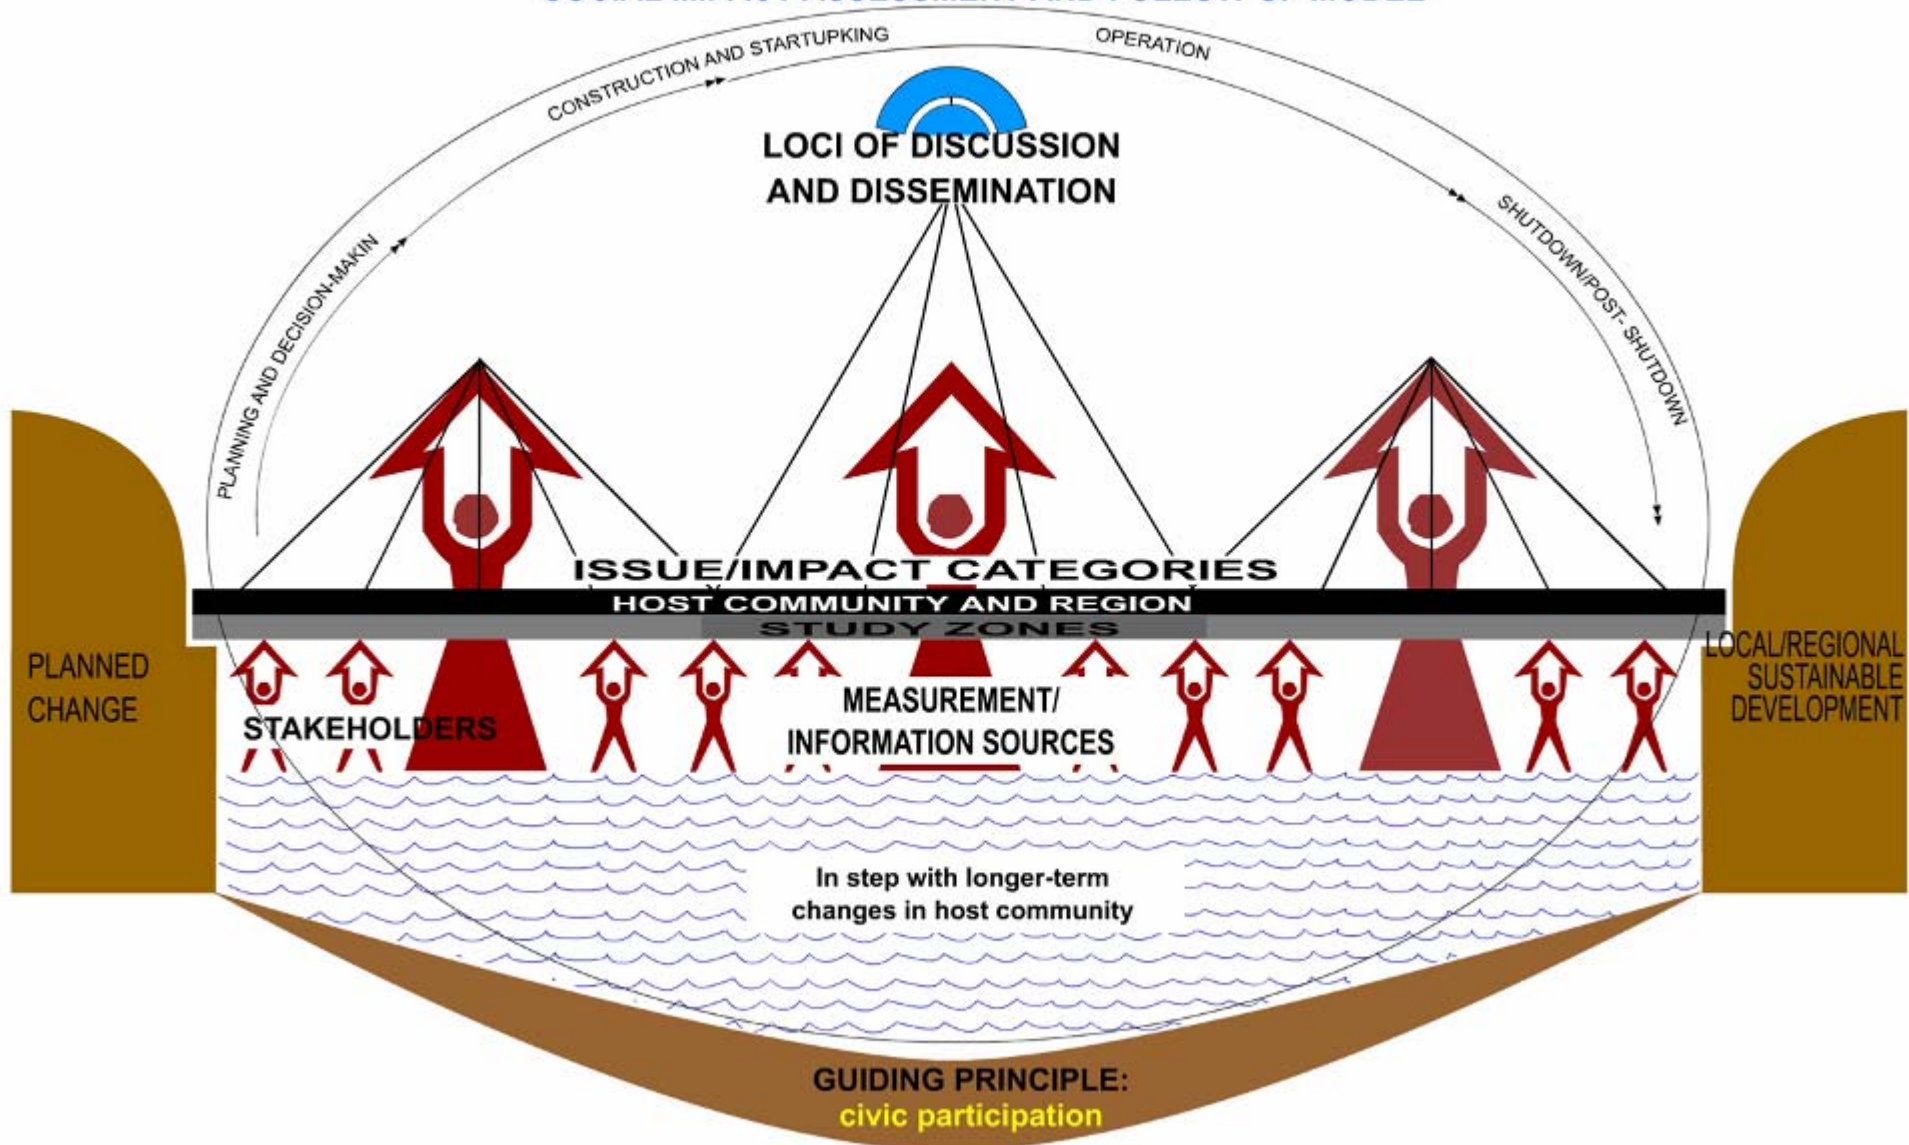 CONSTRUCTION AND STARTUPKING
OPERATION
PLANNING AND DECISION-MAKIN
SHUTDOWN/POST- SHUTDOWN
LOCI OF DISCUSSION
AND DISSEMINATION
ISSUE/IMPACT CATEGORIES
HOST COMMUNITY AND REGION
STUDY ZONES
PLANNED
CHANGE
LOCAL/REGIONAL
SUSTAINABLE
DEVELOPMENT
STAKEHOLDERS
MEASUREMENT/
INFORMATION SOURCES
In step with longer-term
changes in host community
GUIDING PRINCIPLE:
civic participation